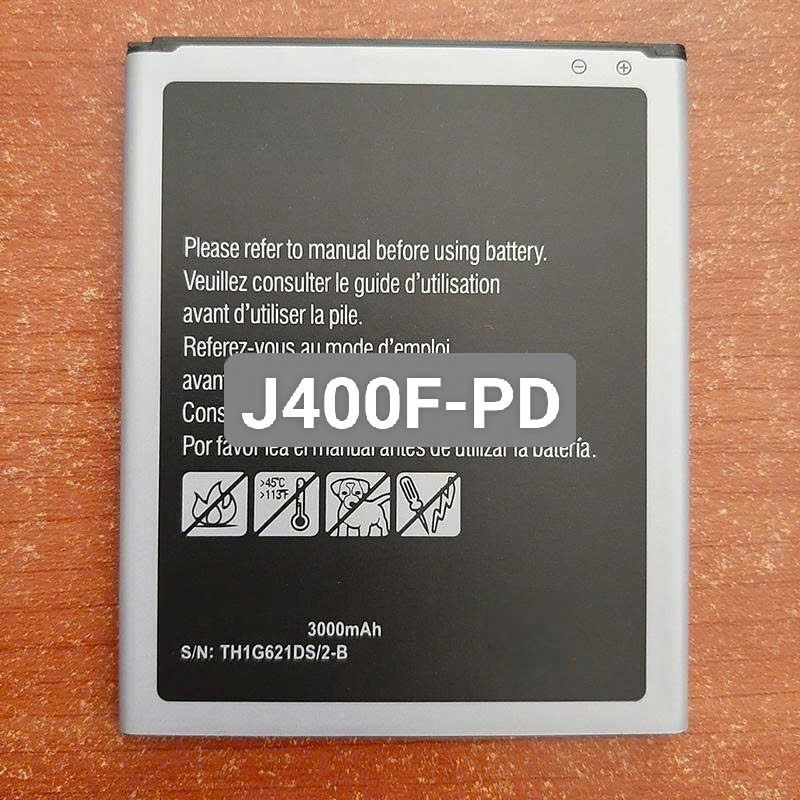 Please refer to manual before using battery.
Veuillez consulter le guide d'utilisation
avant d'utiliser la pile.
Referez-vous au mode d'emploi
avan
J400F-PD
Cons
Por favor lea el manual antes de utilizar la batería.
>45°C
>113°F
3000mAh
S/N: TH1G621DS/2-B